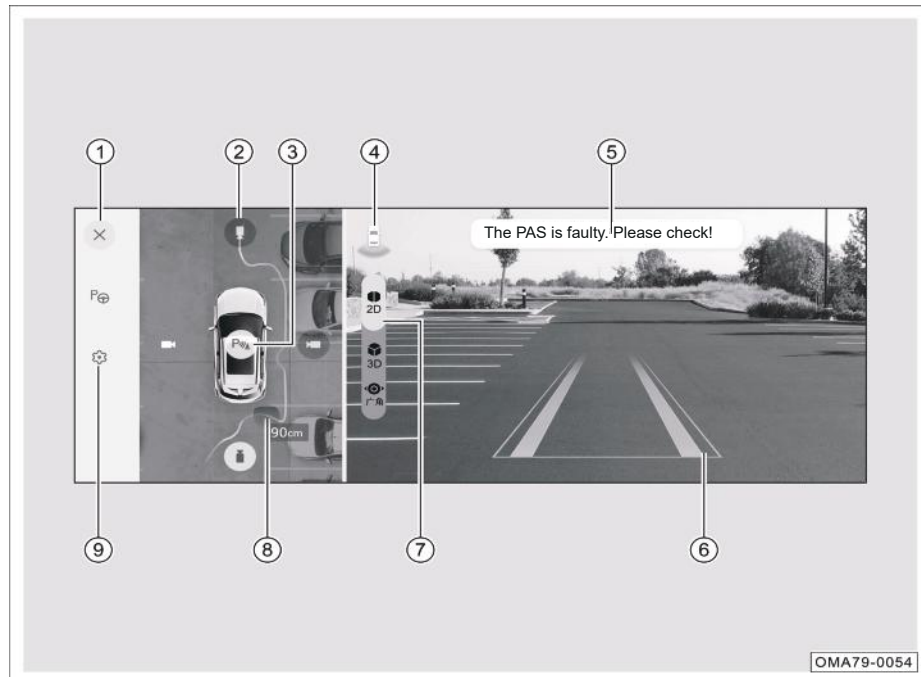 ① ② ③ ④ ⑤
The PAS is faulty. Please check!
P
P
2D
3D
广角
90cm
⑨ ⑧ ⑦ ⑥
OMA79-0054